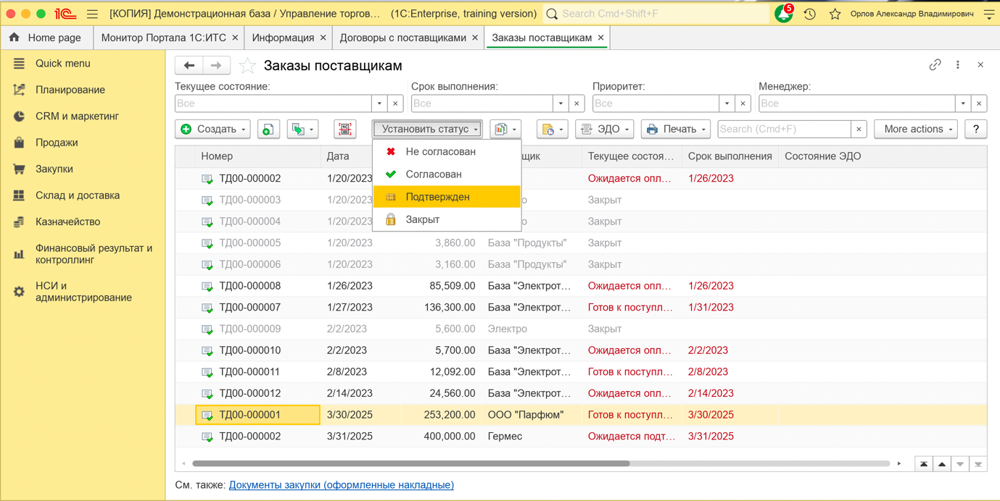 [КОПИЯ] Демонстрационная база / Управление торгов… (1C:Enterprise, training version) Search Cmd+Shift+F 5 Орлов Александр Владимирович
Home page Монитор Портала 1С:ИТС × Информация × Договоры с поставщиками × Заказы поставщикам ×
Quick menu
Планирование
CRM и маркетинг
Продажи
Закупки
Склад и доставка
Казначейство
Финансовый результат и
контроллинг
НСИ и
администрирование
Заказы поставщикам
Текущее состояние: Срок выполнения: Приоритет: Менеджер:
Все Все Все Все
Создать Установить статус ЭДО Печать Search (Cmd+F) × More actions ?
Не согласован
Согласован
Подтвержден
Закрыт
Номер Дата щик Текущее состоя… Срок выполнения Состояние ЭДО
ТД00-000002 1/20/2023 Ожидается опл… 1/26/2023
ТД00-000003 1/20/2023 о Закрыт
ТД00-000004 1/20/2023 о Закрыт
ТД00-000005 1/20/2023 3,860.00 База "Продукты" Закрыт
ТД00-000006 1/20/2023 3,160.00 База "Продукты" Закрыт
ТД00-000008 1/26/2023 85,509.00 База "Электрот… Ожидается опл… 1/26/2023
ТД00-000007 1/27/2023 136,300.00 База "Электрот… Готов к поступл… 1/31/2023
ТД00-000009 2/2/2023 5,600.00 Электро Закрыт
ТД00-000010 2/2/2023 5,700.00 База "Электрот… Ожидается опл… 2/2/2023
ТД00-000011 2/8/2023 12,092.00 База "Электрот… Готов к поступл… 2/8/2023
ТД00-000012 2/14/2023 24,560.00 База "Электрот… Ожидается опл… 2/14/2023
ТД00-000001 3/30/2025 253,200.00 ООО "Парфюм" Готов к поступл… 3/30/2025
ТД00-000002 3/31/2025 400,000.00 Гермес Ожидается подт… 3/31/2025
См. также: Документы закупки (оформленные накладные)